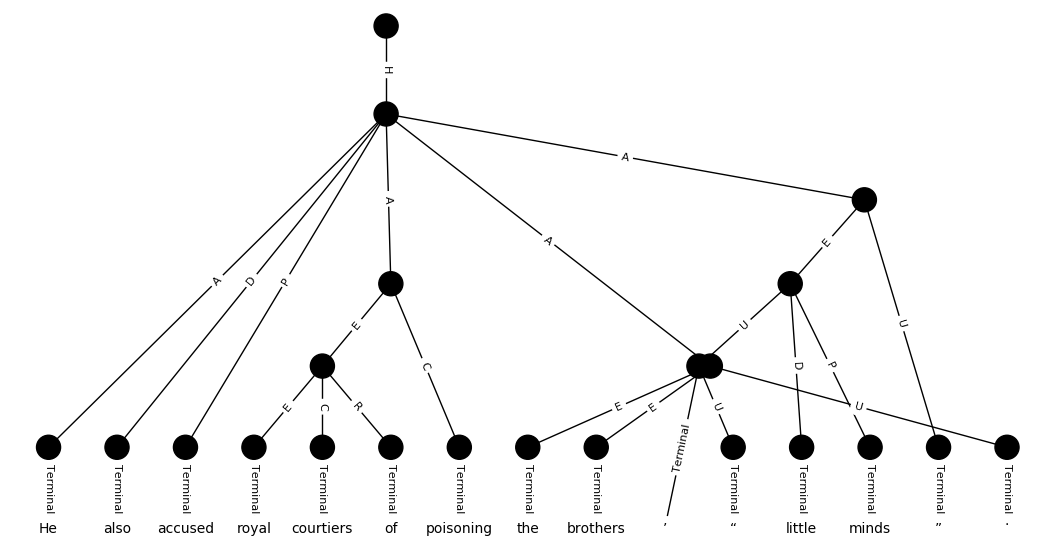 H
A
A
A
A
D
P
E
U
E
C
U
D
P
E
C
R
E
E
U
U
Terminal
Terminal Terminal Terminal Terminal Terminal Terminal Terminal Terminal Terminal Terminal Terminal Terminal Terminal Terminal
He also accused royal courtiers of poisoning the brothers ’ “ little minds ” .